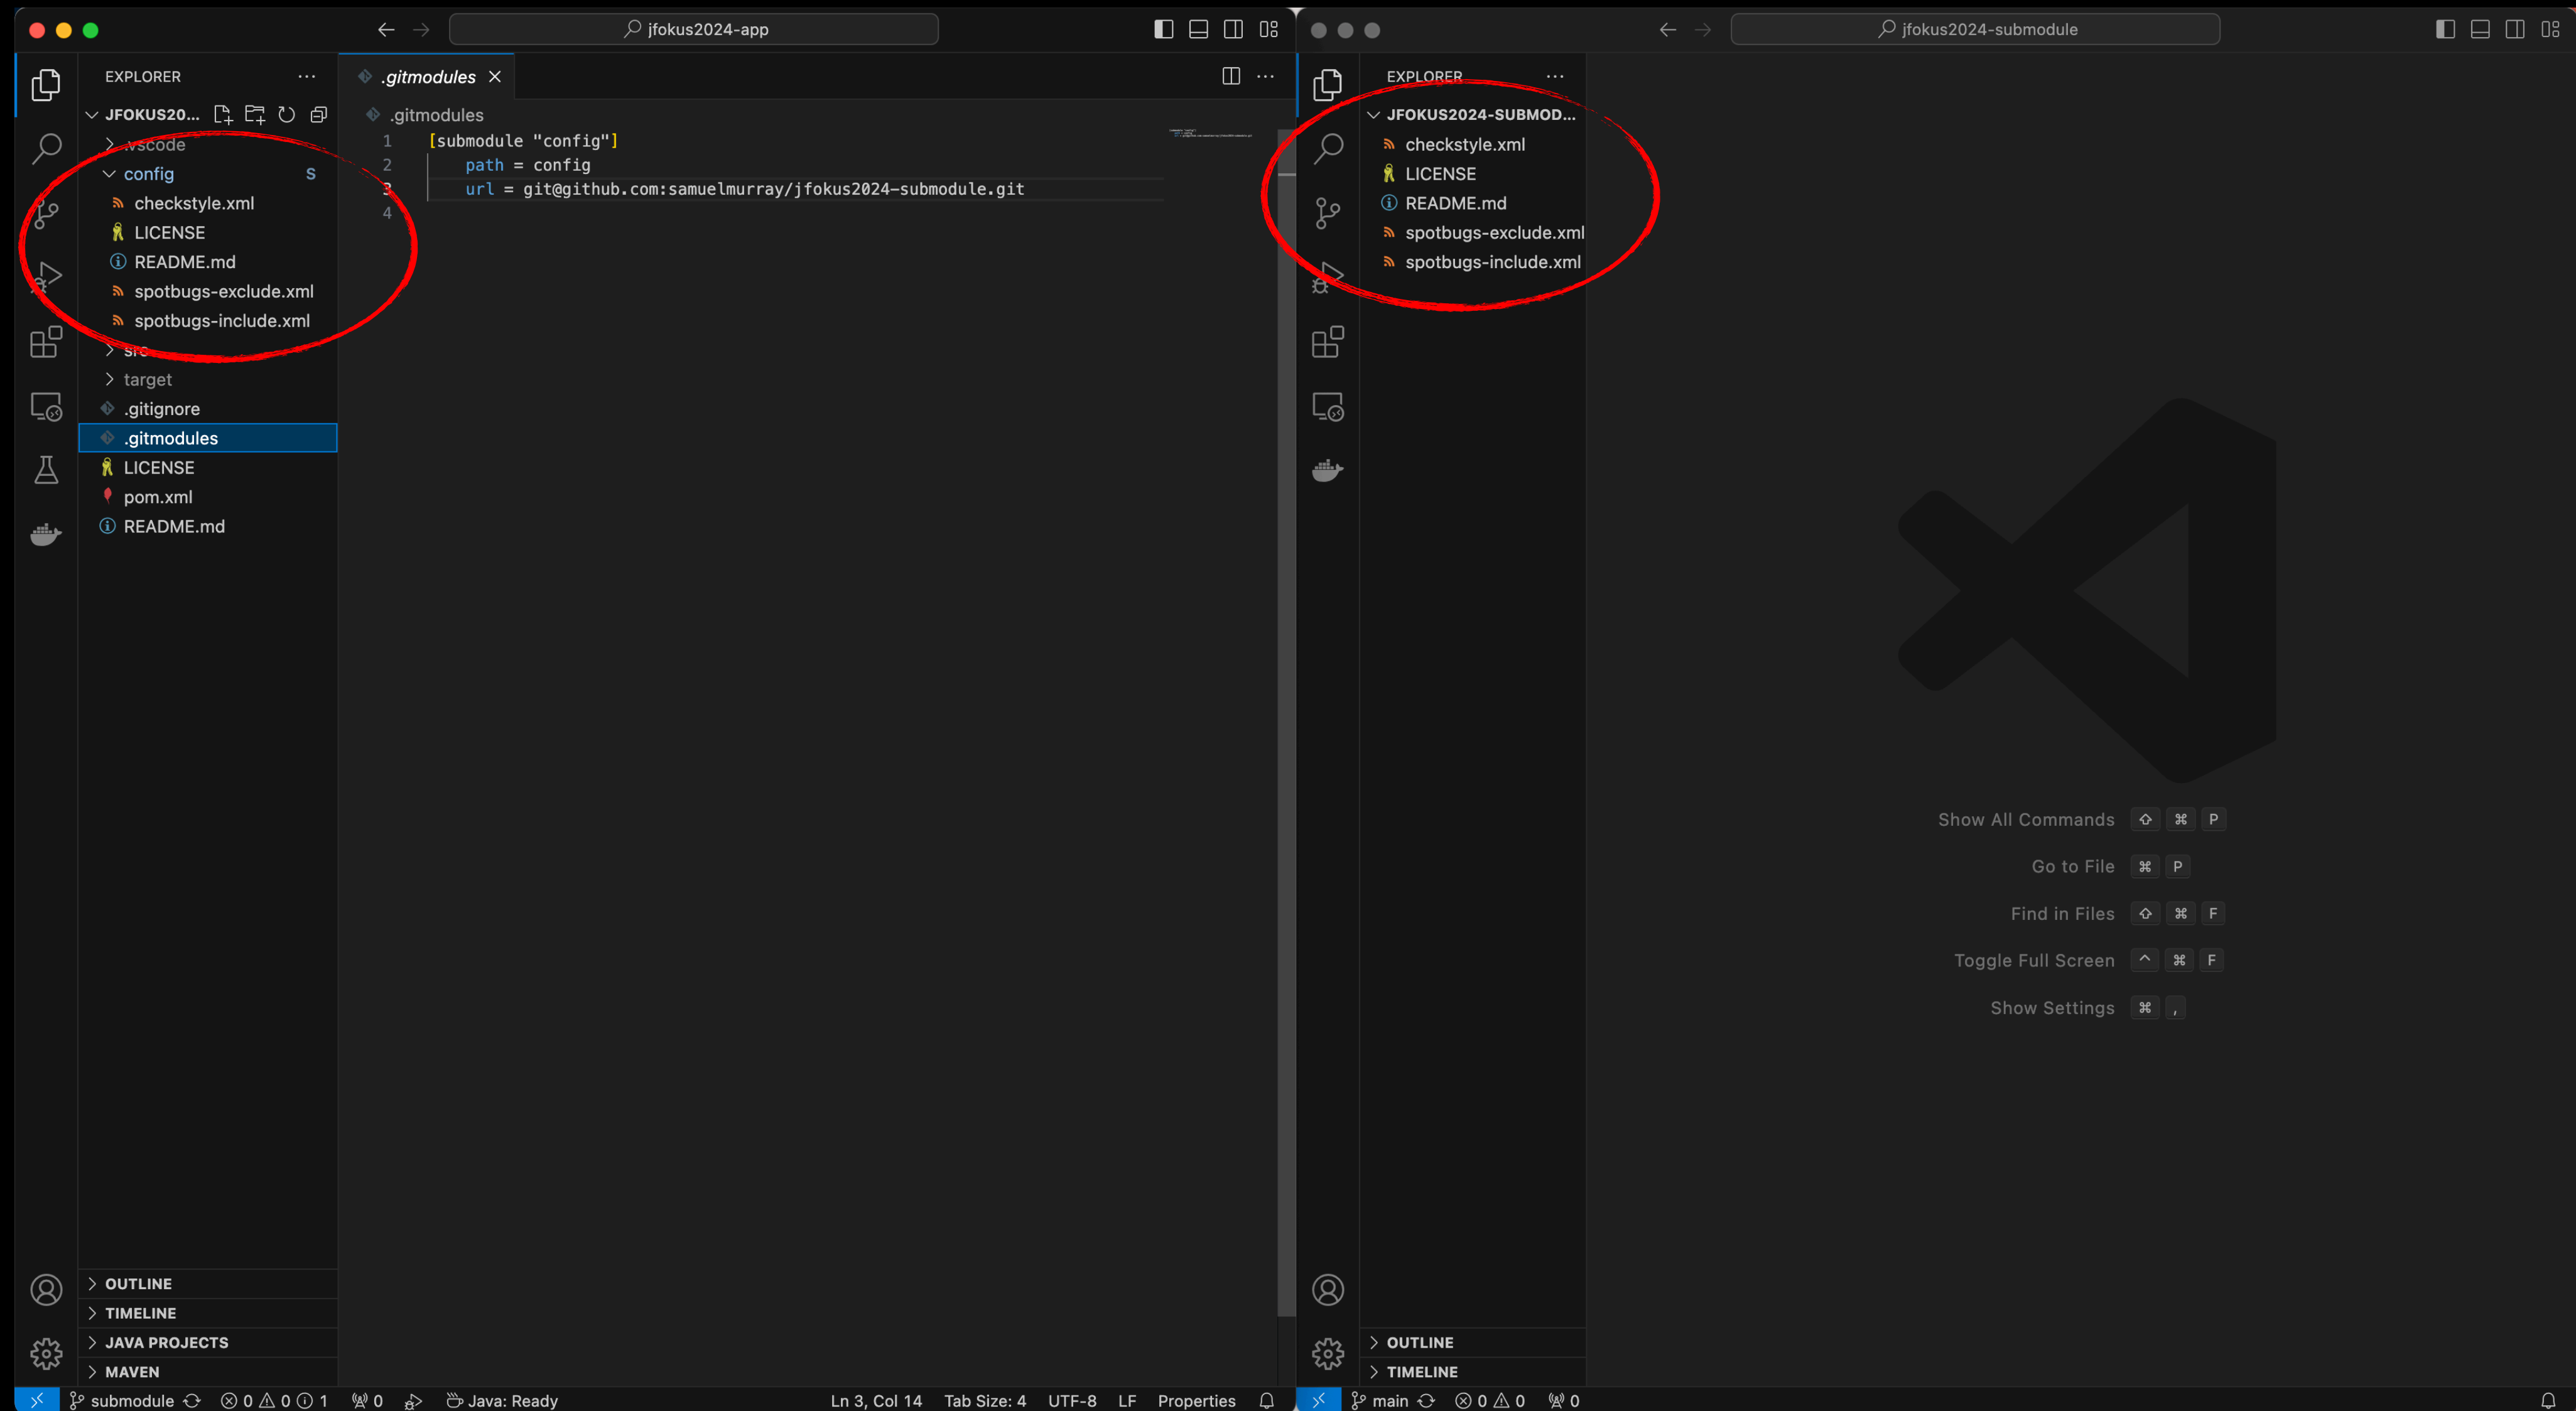 jfokus2024-app
EXPLORER
JFOKUS20...
.vscode
config S
checkstyle.xml
LICENSE
README.md
spotbugs-exclude.xml
spotbugs-include.xml
src
target
.gitignore
.gitmodules
LICENSE
pom.xml
README.md
OUTLINE
TIMELINE
JAVA PROJECTS
MAVEN
.gitmodules
.gitmodules
1 [submodule "config"]
2 path = config
3 url = git@github.com:samuelmurray/jfokus2024-submodule.git
4
submodule 0 0 1 0 Java: Ready Ln 3, Col 14 Tab Size: 4 UTF-8 LF Properties
jfokus2024-submodule
EXPLORER
JFOKUS2024-SUBMOD...
checkstyle.xml
LICENSE
README.md
spotbugs-exclude.xml
spotbugs-include.xml
OUTLINE
TIMELINE
Show All Commands ⇧ ⌘ P
Go to File ⌘ P
Find in Files ⇧ ⌘ F
Toggle Full Screen ^ ⌘ F
Show Settings ⌘ ,
main 0 0 0